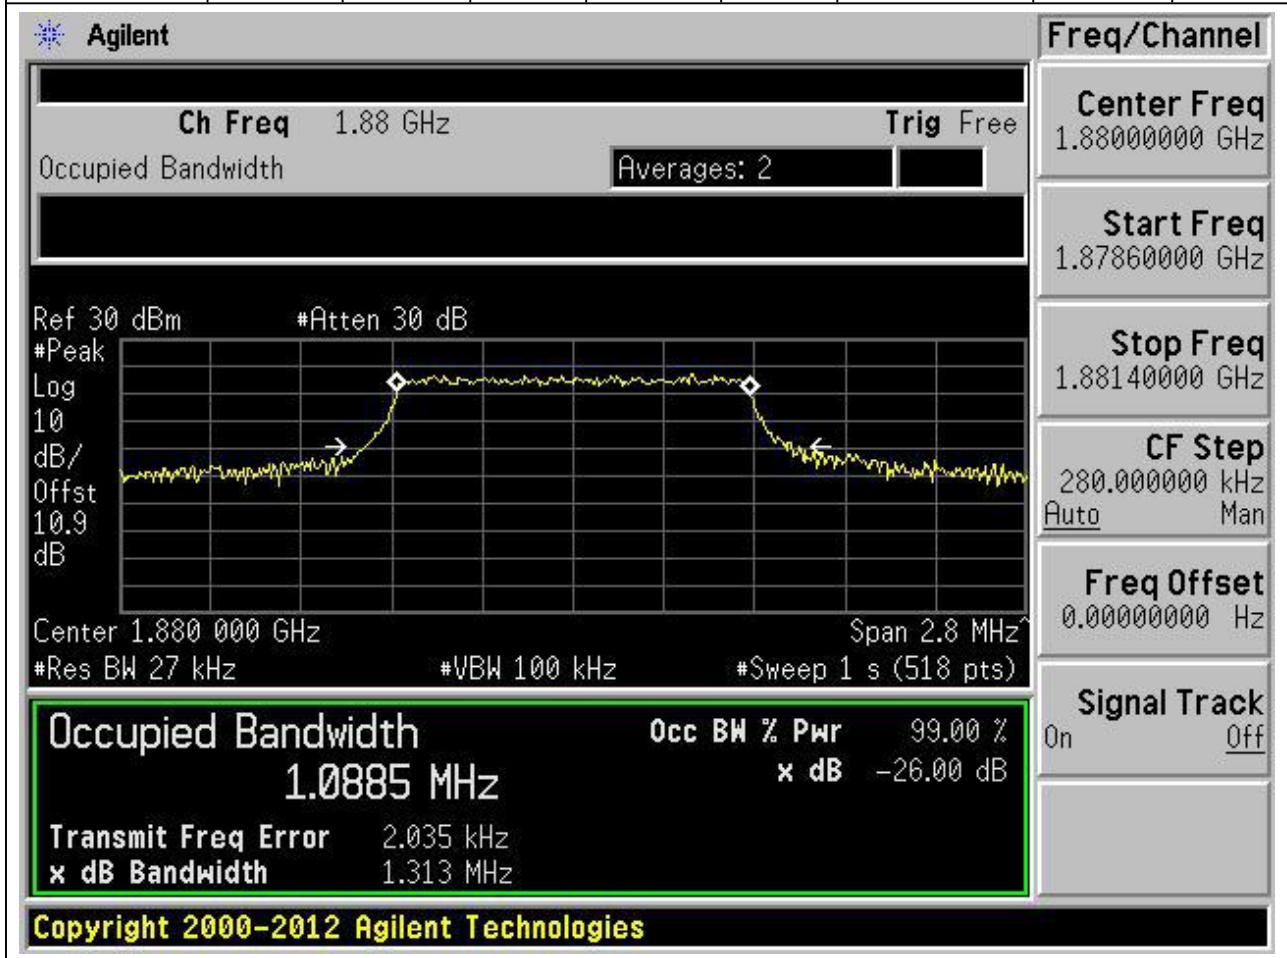 Agilent
Freq/Channel
Ch Freq 1.88 GHz Trig Free
Occupied Bandwidth Averages: 2
Ref 30 dBm #Atten 30 dB
#Peak
Log
10
dB/
Offst
10.9
dB
Center 1.880 000 GHz Span 2.8 MHz^
#Res BW 27 kHz #VBW 100 kHz #Sweep 1 s (518 pts)
Occupied Bandwidth Occ BW % Pwr 99.00 %
1.0885 MHz x dB -26.00 dB
Transmit Freq Error 2.035 kHz
x dB Bandwidth 1.313 MHz
Copyright 2000-2012 Agilent Technologies
Center Freq
1.88000000 GHz
Start Freq
1.87860000 GHz
Stop Freq
1.88140000 GHz
CF Step
280.000000 kHz
Auto Man
Freq Offset
0.00000000 Hz
Signal Track
On Off